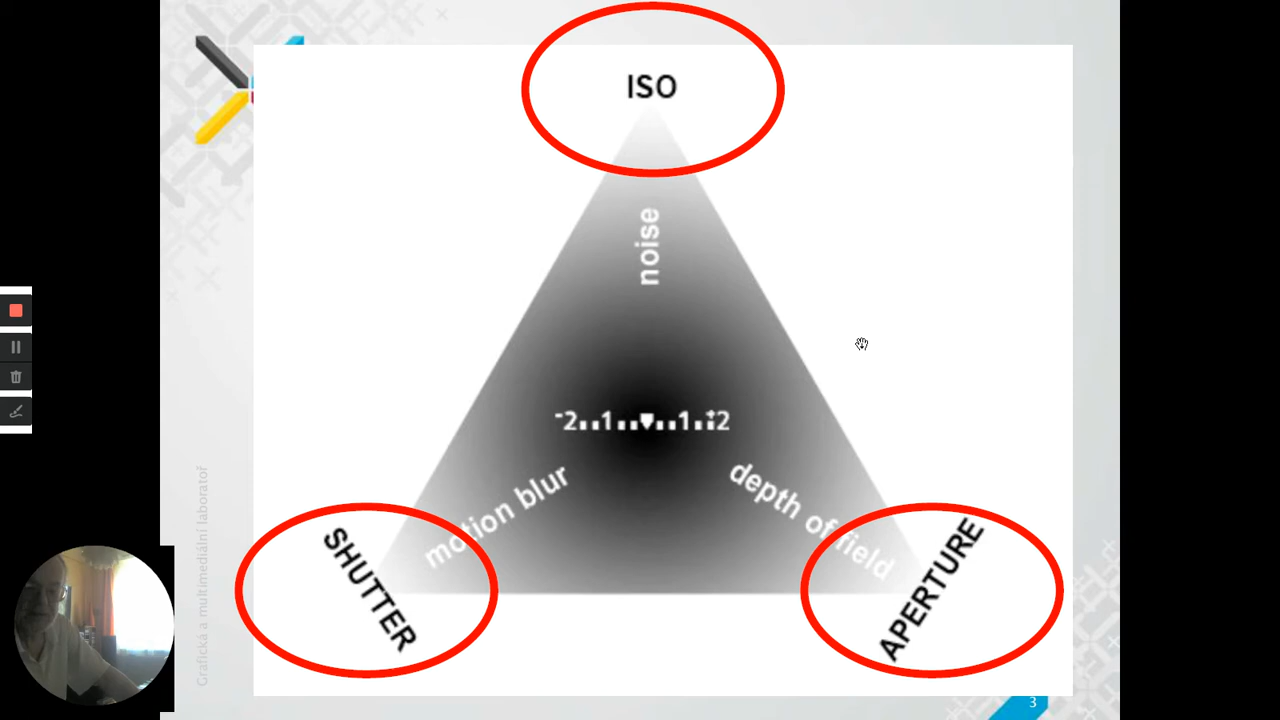 ISO
noise
-2..1..▼..1..+2
motion blur
depth of field
SHUTTER
APERTURE
Grafická a multimediální laboratoř
3